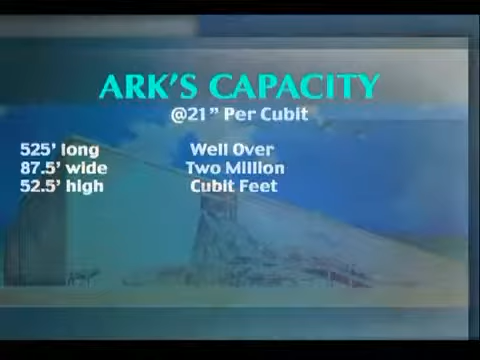 ARK'S CAPACITY
@21" Per Cubit
525' long Well Over
87.5' wide Two Million
52.5' high Cubit Feet